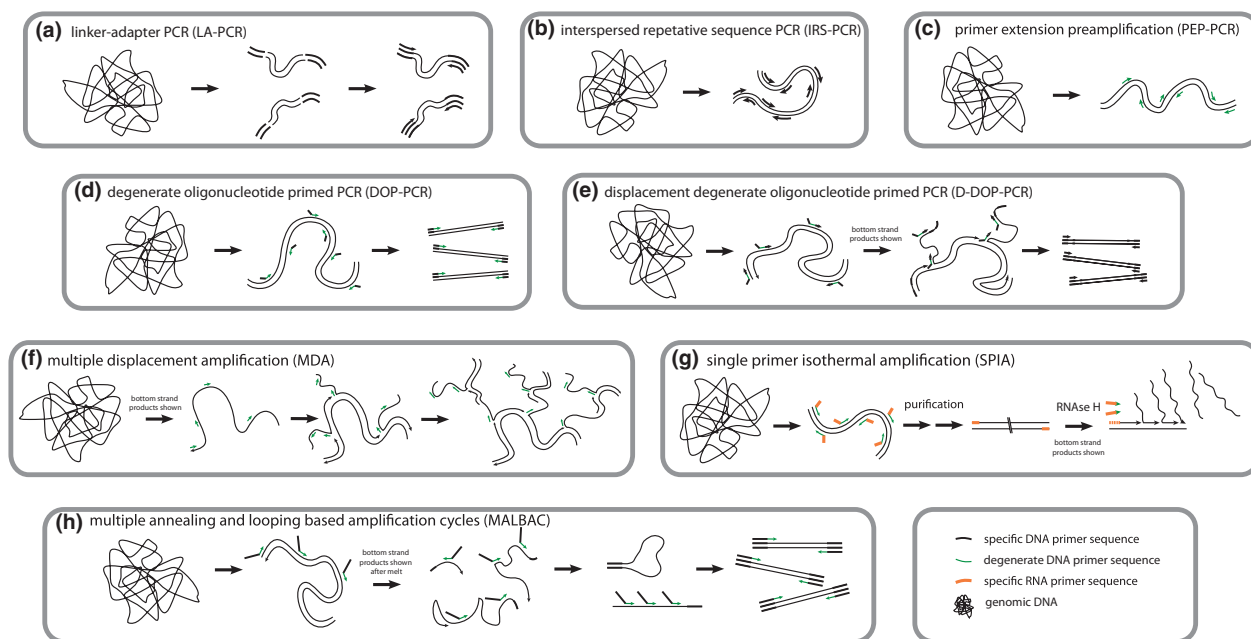 (a) linker-adapter PCR (LA-PCR)
(b) interspersed repetative sequence PCR (IRS-PCR)
(c) primer extension preamplification (PEP-PCR)
(d) degenerate oligonucleotide primed PCR (DOP-PCR)
(e) displacement degenerate oligonucleotide primed PCR (D-DOP-PCR)
bottom strand
products shown
(f) multiple displacement amplification (MDA)
bottom strand
products shown
(g) single primer isothermal amplification (SPIA)
purification
RNAse H
bottom strand
products shown
(h) multiple annealing and looping based amplification cycles (MALBAC)
bottom strand
products shown
after melt
specific DNA primer sequence
degenerate DNA primer sequence
specific RNA primer sequence
genomic DNA